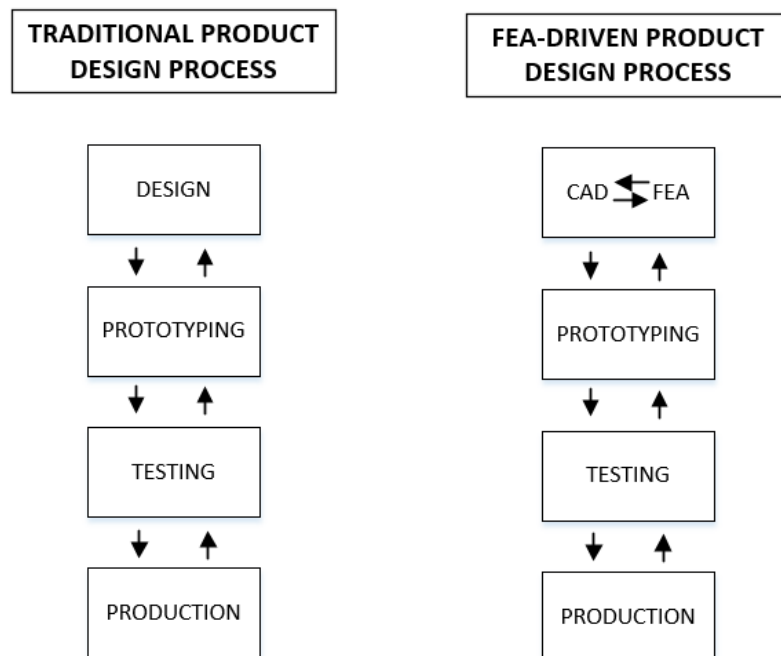 TRADITIONAL PRODUCT
DESIGN PROCESS
DESIGN
PROTOTYPING
TESTING
PRODUCTION
FEA-DRIVEN PRODUCT
DESIGN PROCESS
CAD FEA
PROTOTYPING
TESTING
PRODUCTION